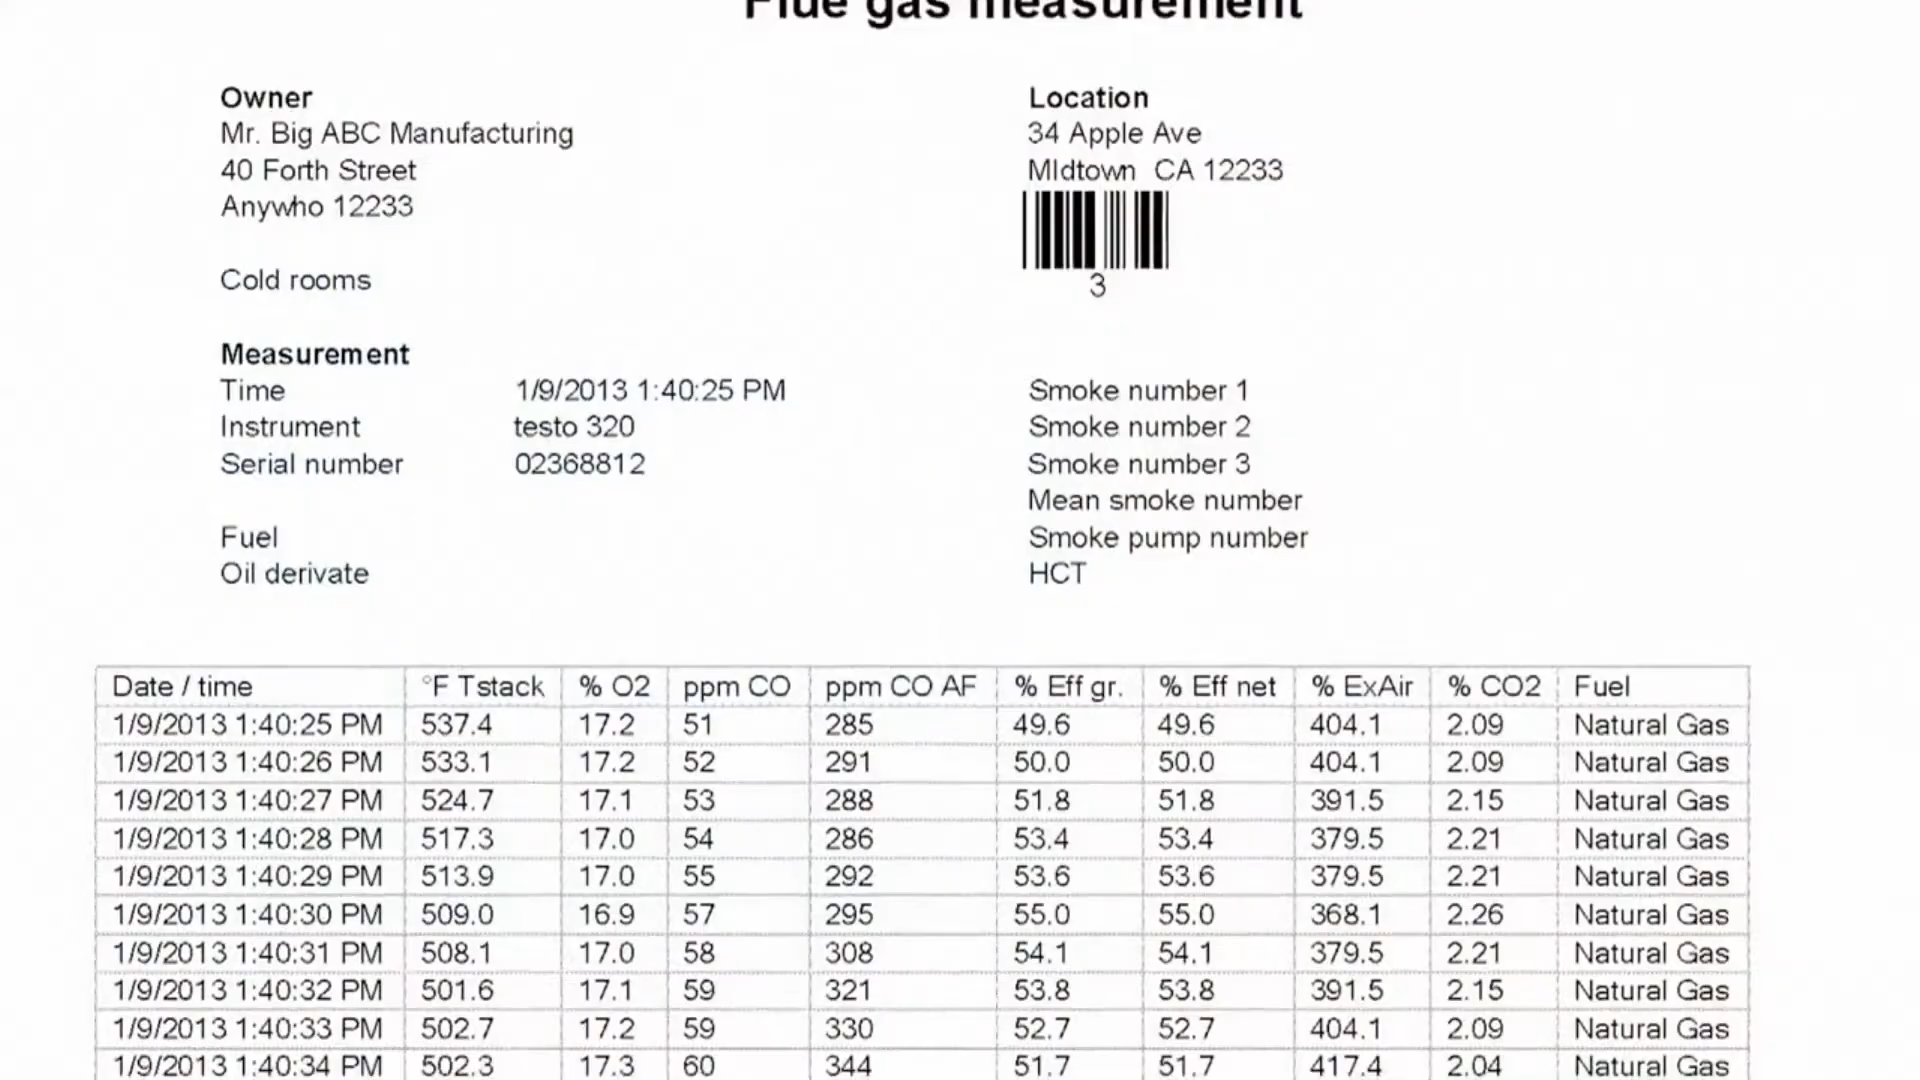 Flue gas measurement
Owner
Mr. Big ABC Manufacturing
40 Forth Street
Anywho 12233
Cold rooms
Location
34 Apple Ave
MIdtown CA 12233
3
Measurement
Time 1/9/2013 1:40:25 PM
Instrument testo 320
Serial number 02368812
Fuel
Oil derivate
Smoke number 1
Smoke number 2
Smoke number 3
Mean smoke number
Smoke pump number
HCT
Date / time °F Tstack % O2 ppm CO ppm CO AF % Eff gr. % Eff net % ExAir % CO2 Fuel
1/9/2013 1:40:25 PM 537.4 17.2 51 285 49.6 49.6 404.1 2.09 Natural Gas
1/9/2013 1:40:26 PM 533.1 17.2 52 291 50.0 50.0 404.1 2.09 Natural Gas
1/9/2013 1:40:27 PM 524.7 17.1 53 288 51.8 51.8 391.5 2.15 Natural Gas
1/9/2013 1:40:28 PM 517.3 17.0 54 286 53.4 53.4 379.5 2.21 Natural Gas
1/9/2013 1:40:29 PM 513.9 17.0 55 292 53.6 53.6 379.5 2.21 Natural Gas
1/9/2013 1:40:30 PM 509.0 16.9 57 295 55.0 55.0 368.1 2.26 Natural Gas
1/9/2013 1:40:31 PM 508.1 17.0 58 308 54.1 54.1 379.5 2.21 Natural Gas
1/9/2013 1:40:32 PM 501.6 17.1 59 321 53.8 53.8 391.5 2.15 Natural Gas
1/9/2013 1:40:33 PM 502.7 17.2 59 330 52.7 52.7 404.1 2.09 Natural Gas
1/9/2013 1:40:34 PM 502.3 17.3 60 344 51.7 51.7 417.4 2.04 Natural Gas